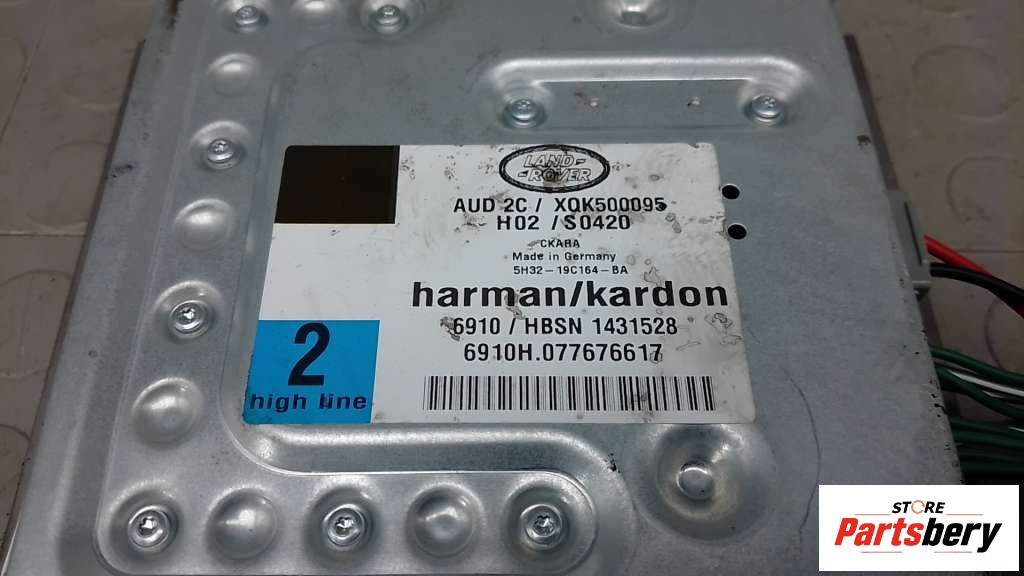 LAND-
-ROVER
AUD 2C / XQK500095
H02 / S0420
CKABA
Made in Germany
5H32-19C164-BA
harman/kardon
6910 / HBSN 1431528
6910H.077676617
2
high line
STORE
Partsbery